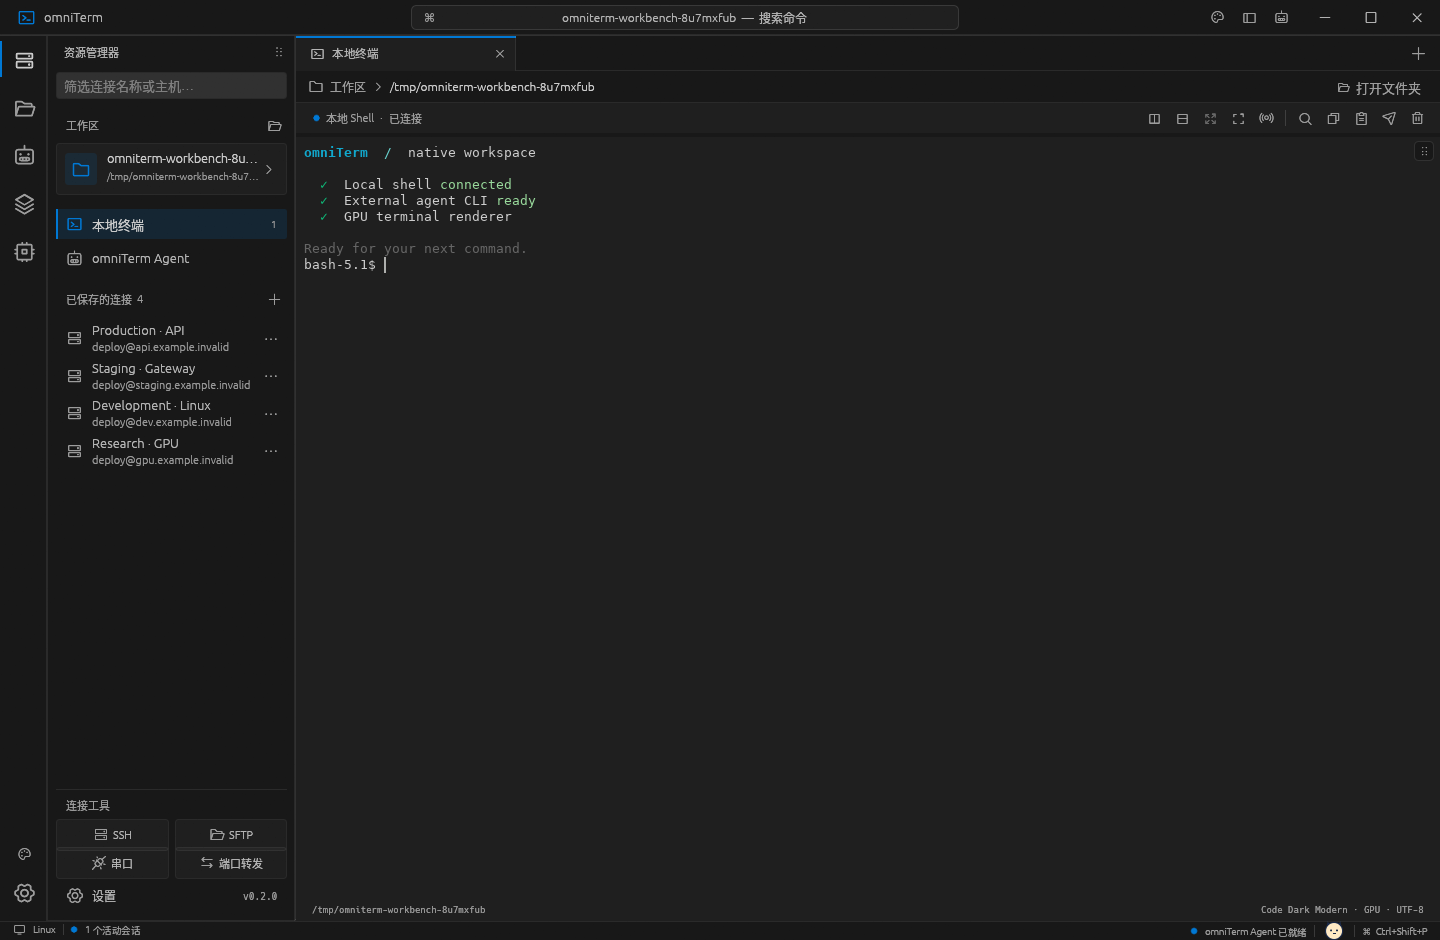 omniTerm
⌘ omniterm-workbench-8u7mxfub — 搜索命令
资源管理器
筛选连接名称或主机...
工作区
omniterm-workbench-8u...
/tmp/omniterm-workbench-8u7...
本地终端 1
omniTerm Agent
已保存的连接 4
Production · API
deploy@api.example.invalid
Staging · Gateway
deploy@staging.example.invalid
Development · Linux
deploy@dev.example.invalid
Research · GPU
deploy@gpu.example.invalid
连接工具
SSH
SFTP
串口
端口转发
设置 v0.2.0
本地终端
工作区 > /tmp/omniterm-workbench-8u7mxfub
打开文件夹
本地 Shell · 已连接
omniTerm / native workspace
✓ Local shell connected
✓ External agent CLI ready
✓ GPU terminal renderer
Ready for your next command.
bash-5.1$
/tmp/omniterm-workbench-8u7mxfub
Code Dark Modern · GPU · UTF-8
Linux
1 个活动会话
omniTerm Agent 已就绪
⌘ Ctrl+Shift+P